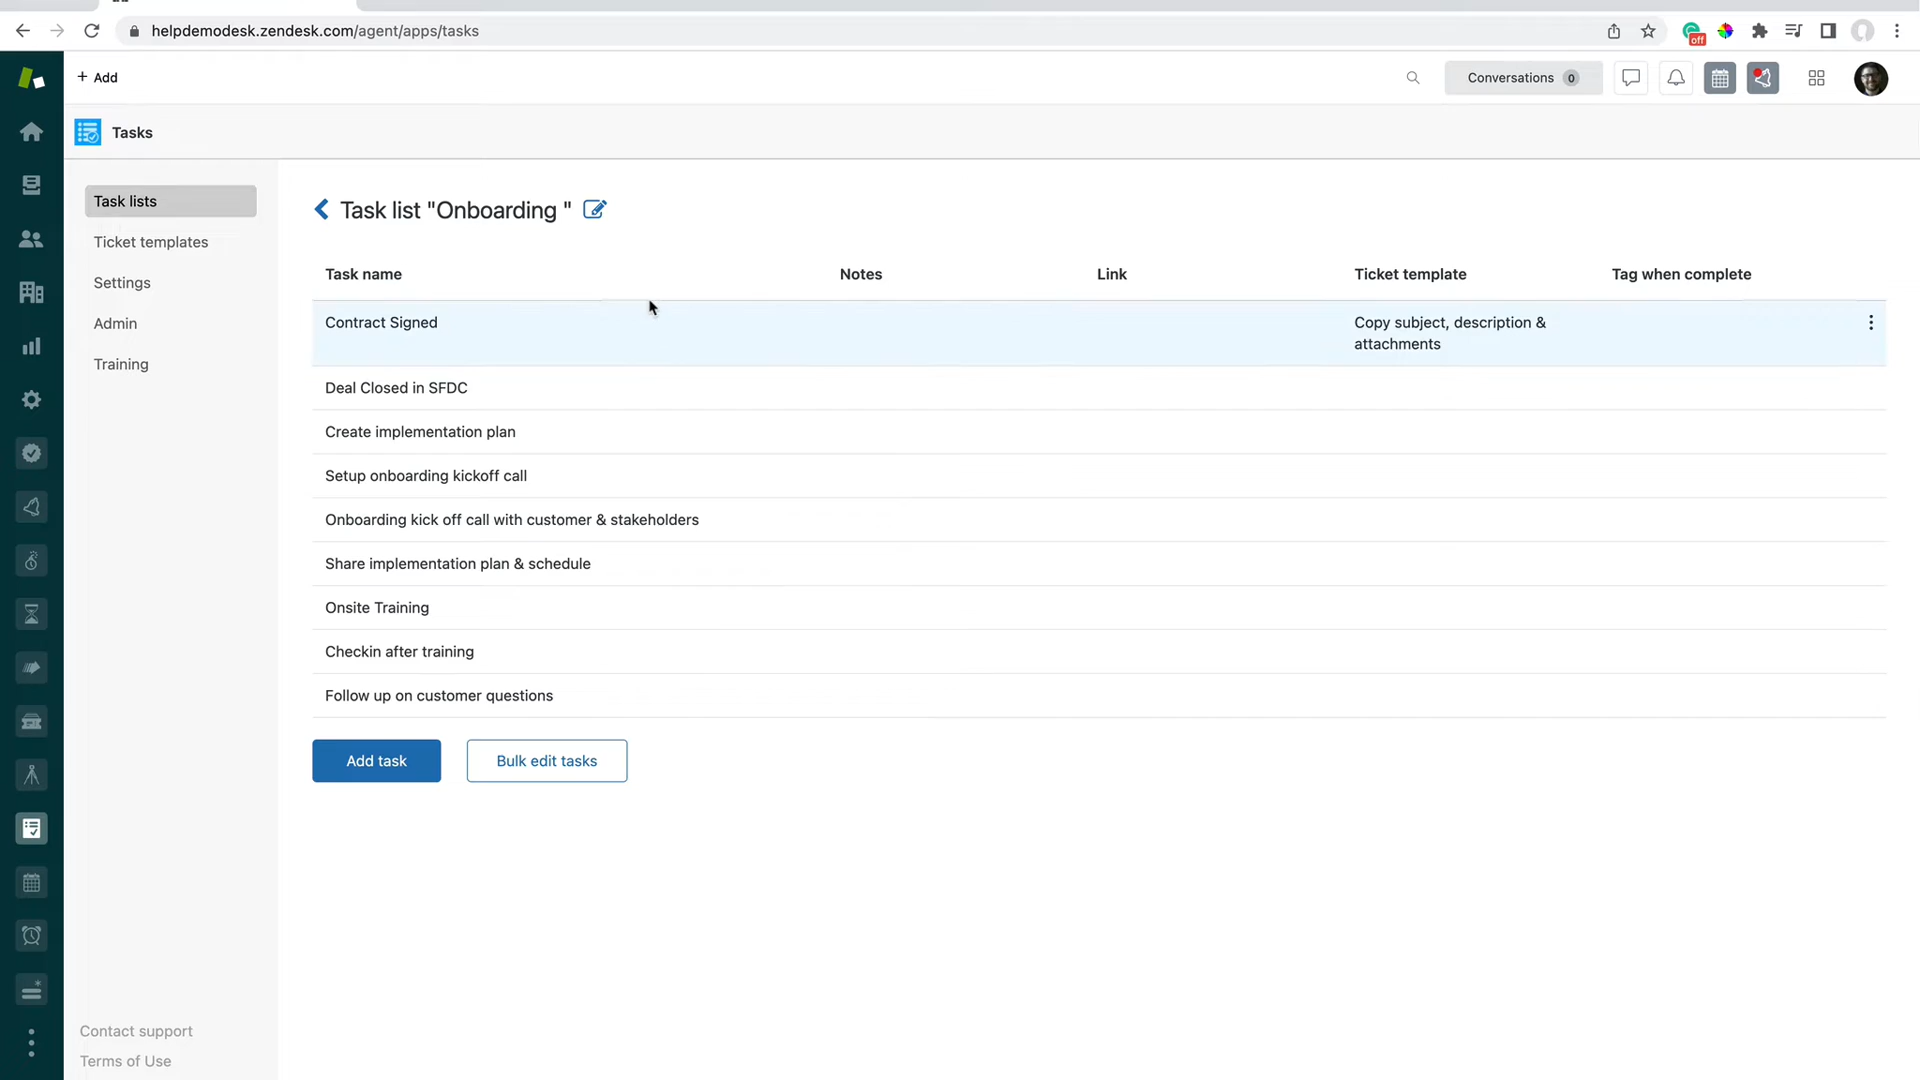 helpdemodesk.zendesk.com/agent/apps/tasks
off
+ Add
Conversations 0
Tasks
Task lists
Ticket templates
Settings
Admin
Training
Task list "Onboarding "
Task name Notes Link Ticket template Tag when complete
Contract Signed Copy subject, description &
attachments
Deal Closed in SFDC
Create implementation plan
Setup onboarding kickoff call
Onboarding kick off call with customer & stakeholders
Share implementation plan & schedule
Onsite Training
Checkin after training
Follow up on customer questions
Add task Bulk edit tasks
Contact support
Terms of Use